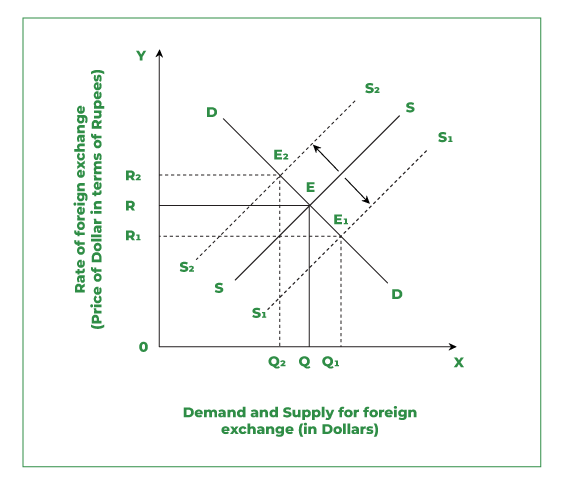 Y
Rate of foreign exchange
(Price of Dollar in terms of Rupees)
S₂
D
S
S₁
E₂
R₂
E
R
E₁
R₁
S₂
S
D
S₁
0
Q₂ Q Q₁
X
Demand and Supply for foreign
exchange (in Dollars)